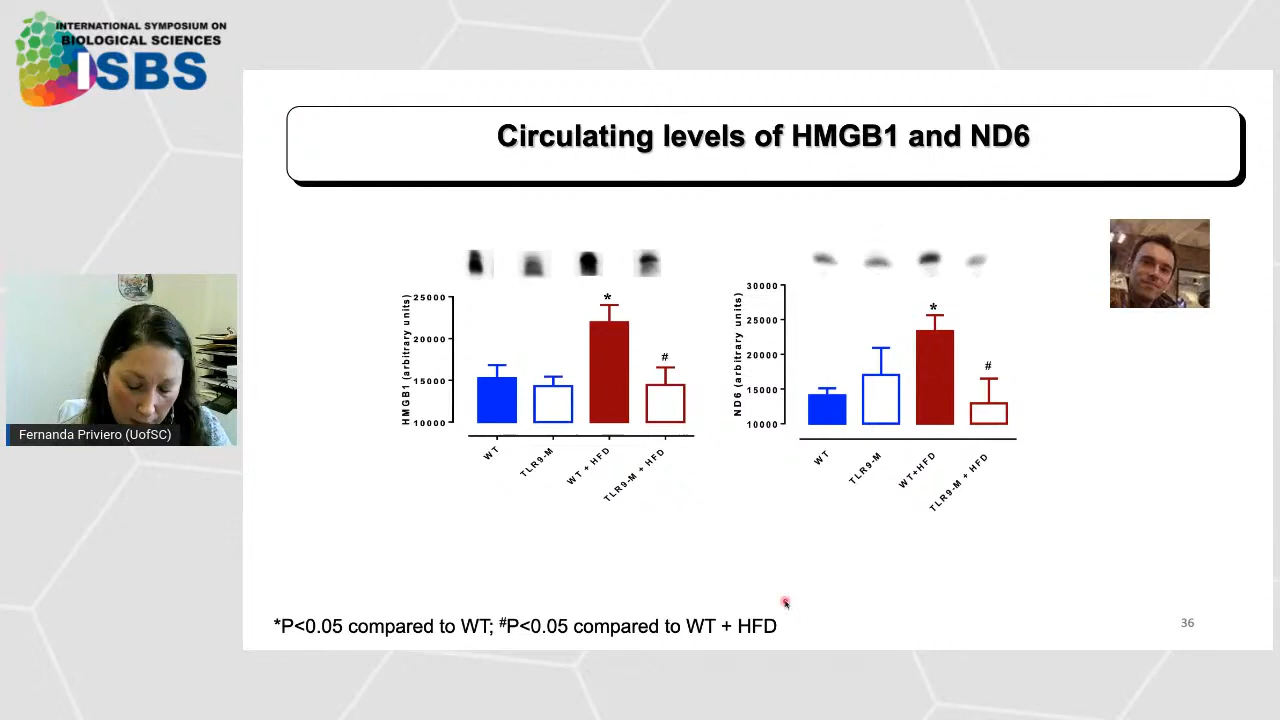 INTERNATIONAL SYMPOSIUM ON
BIOLOGICAL SCIENCES
ISBS
Circulating levels of HMGB1 and ND6
HMGB1 (arbitrary units)
25000
20000
15000
10000
*
#
WT
TLR9-M
WT + HFD
TLR9-M + HFD
ND6 (arbitrary units)
30000
25000
20000
15000
10000
*
#
WT
TLR9-M
WT+HFD
TLR9-M + HFD
Fernanda Priviero (UofSC)
*P<0.05 compared to WT; #P<0.05 compared to WT + HFD
36